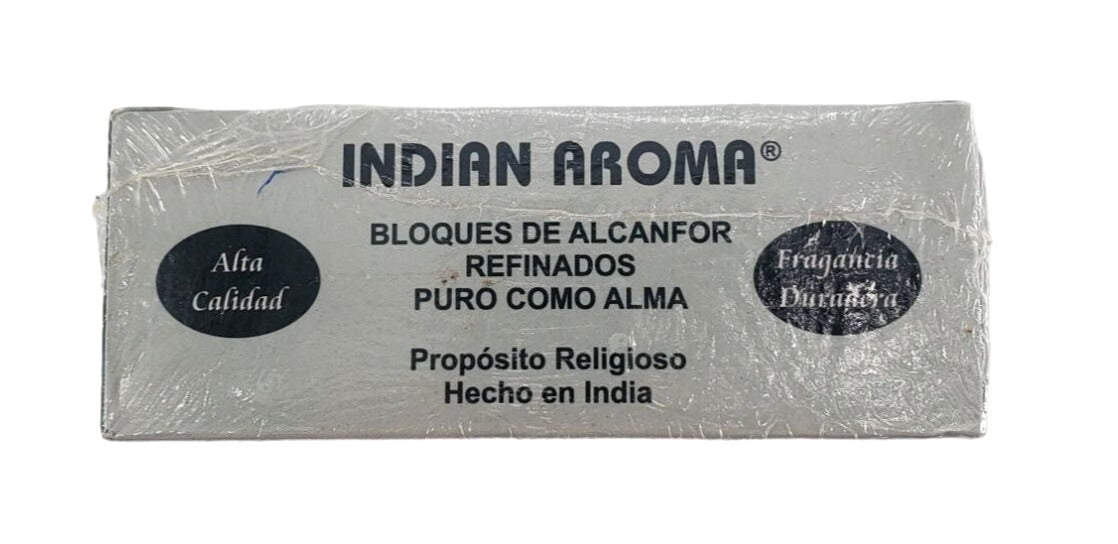 INDIAN AROMA®
Alta
Calidad
BLOQUES DE ALCANFOR
REFINADOS
PURO COMO ALMA
Fragancia
Duradera
Propósito Religioso
Hecho en India